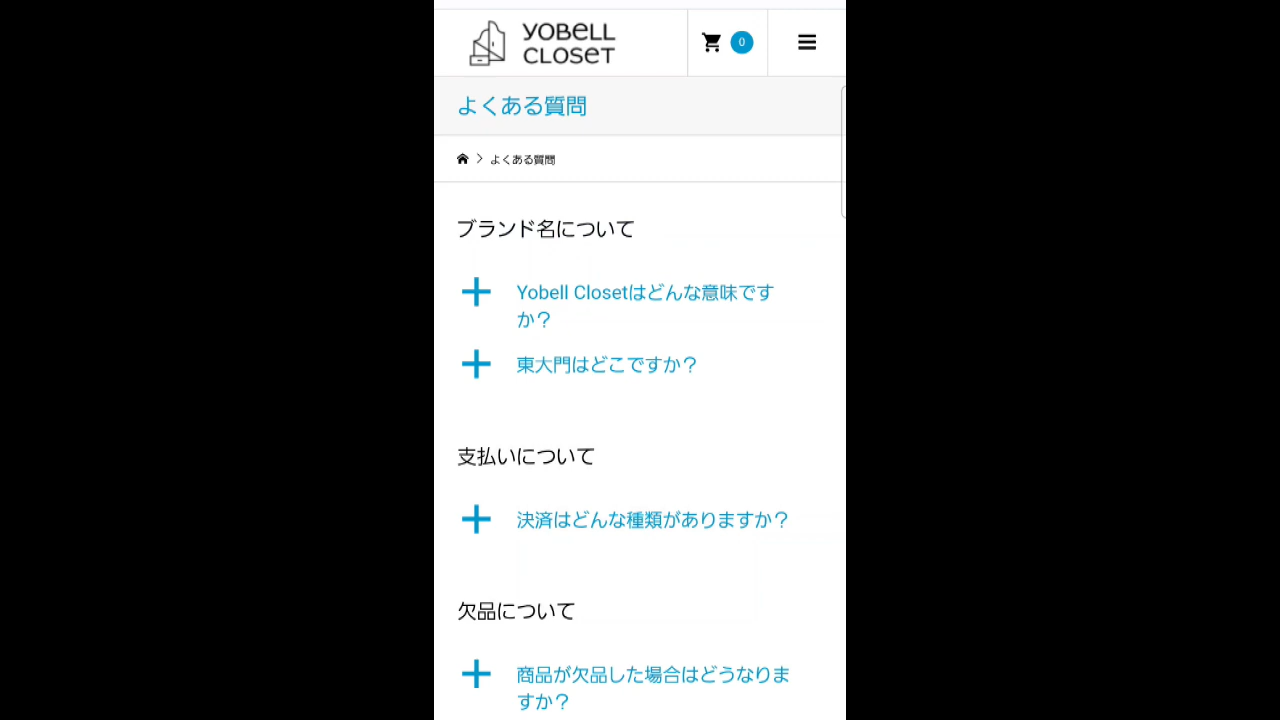 YOBELL
CLOSET
0
よくある質問
よくある質問
ブランド名について
Yobell Closetはどんな意味です
か？
東大門はどこですか？
支払いについて
決済はどんな種類がありますか？
欠品について
商品が欠品した場合はどうなりま
すか？